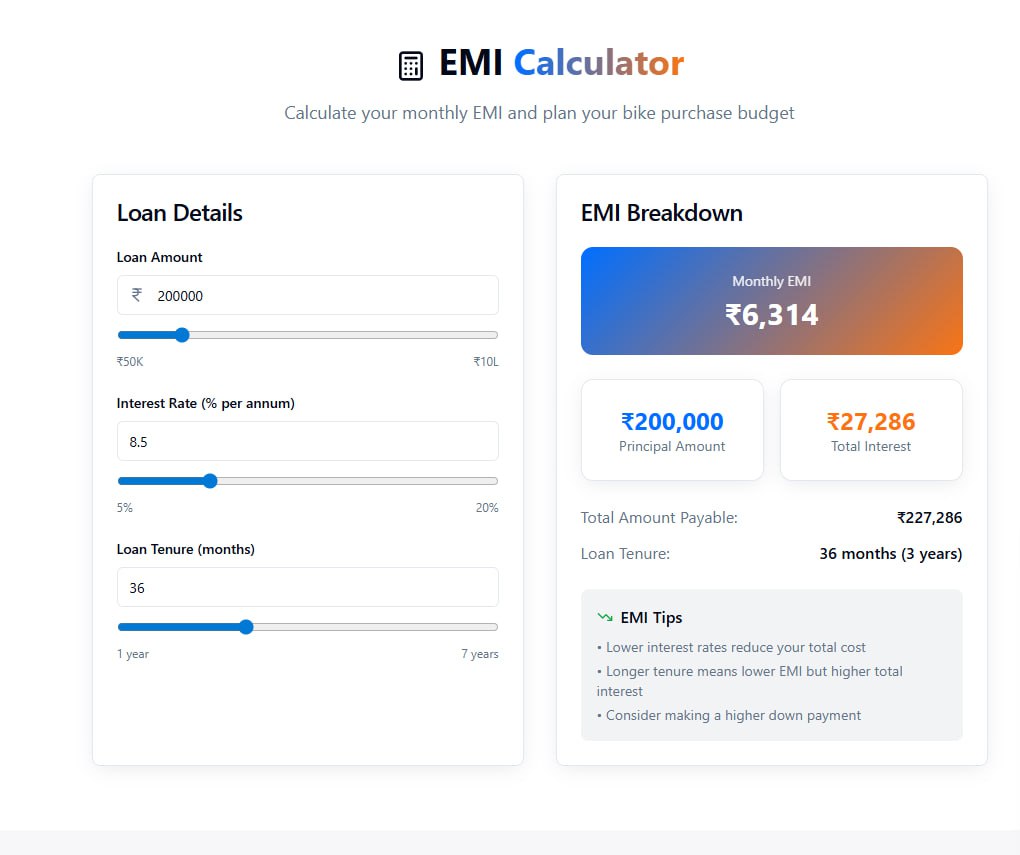 EMI Calculator
Calculate your monthly EMI and plan your bike purchase budget
Loan Details
Loan Amount
₹ 200000
₹50K ₹10L
Interest Rate (% per annum)
8.5
5% 20%
Loan Tenure (months)
36
1 year 7 years
EMI Breakdown
Monthly EMI
₹6,314
₹200,000
Principal Amount
₹27,286
Total Interest
Total Amount Payable: ₹227,286
Loan Tenure: 36 months (3 years)
EMI Tips
• Lower interest rates reduce your total cost
• Longer tenure means lower EMI but higher total
interest
• Consider making a higher down payment